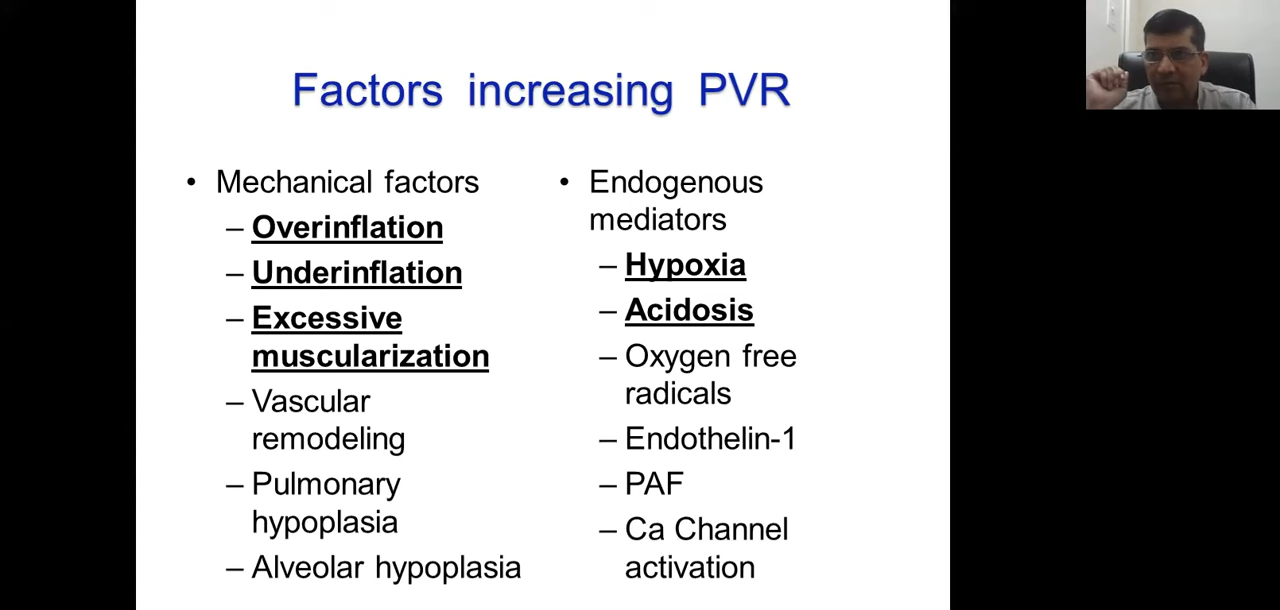 Factors increasing PVR
• Mechanical factors
– Overinflation
– Underinflation
– Excessive
muscularization
– Vascular
remodeling
– Pulmonary
hypoplasia
– Alveolar hypoplasia
• Endogenous
mediators
– Hypoxia
– Acidosis
– Oxygen free
radicals
– Endothelin-1
– PAF
– Ca Channel
activation